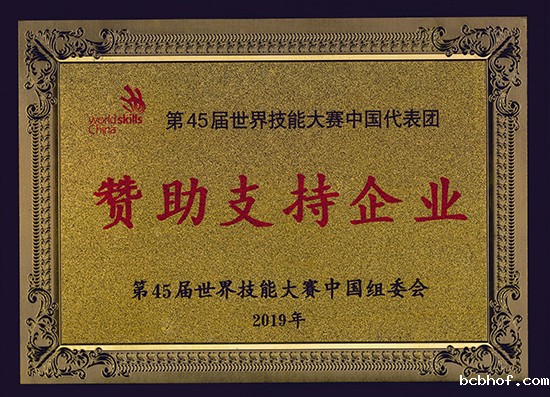 worldskills
China
第45届世界技能大赛中国代表团
赞助支持企业
第45届世界技能大赛中国组委会
2019年
bcbhof.com